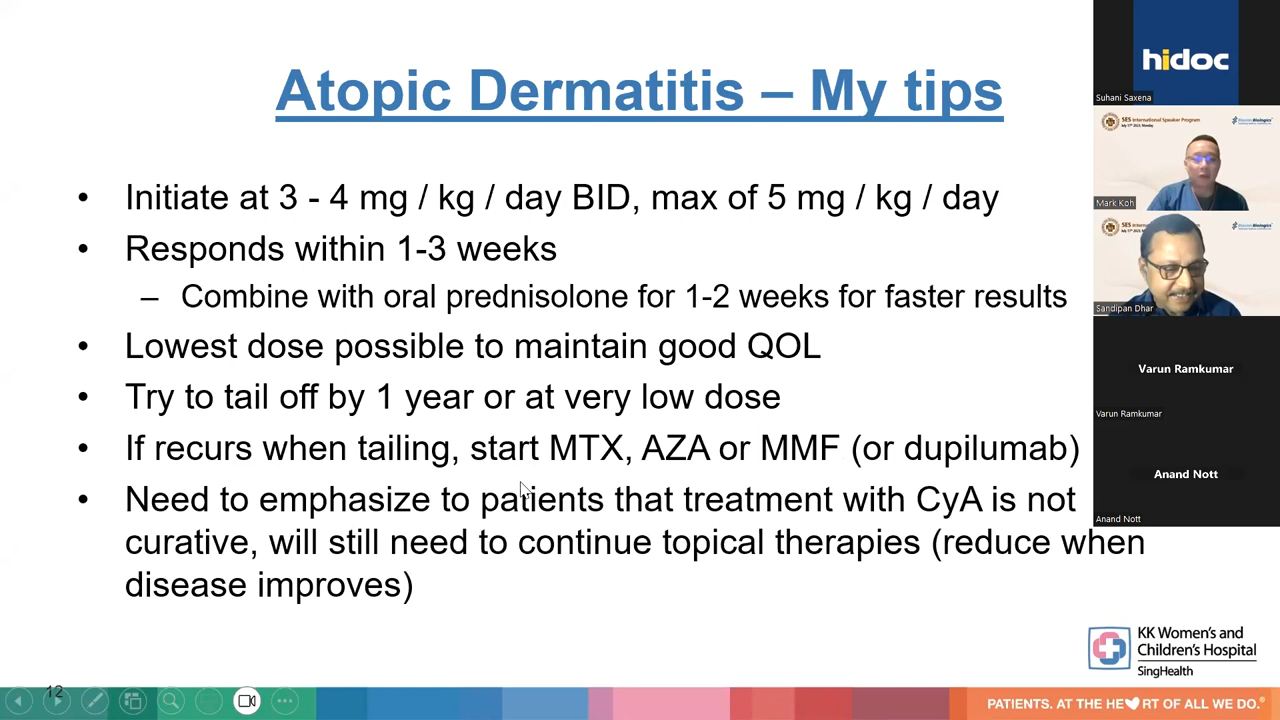 Atopic Dermatitis – My tips
• Initiate at 3 - 4 mg / kg / day BID, max of 5 mg / kg / day
• Responds within 1-3 weeks
– Combine with oral prednisolone for 1-2 weeks for faster results
• Lowest dose possible to maintain good QOL
• Try to tail off by 1 year or at very low dose
• If recurs when tailing, start MTX, AZA or MMF (or dupilumab)
• Need to emphasize to patients that treatment with CyA is not
curative, will still need to continue topical therapies (reduce when
disease improves)
12
KK Women's and
Children's Hospital
SingHealth
PATIENTS. AT THE HE RT OF ALL WE DO.®
hidoc
Suhani Saxena
SES International Speaker Program
Mark Koh
Sandipan Dhar
Varun Ramkumar
Varun Ramkumar
Anand Nott
Anand Nott